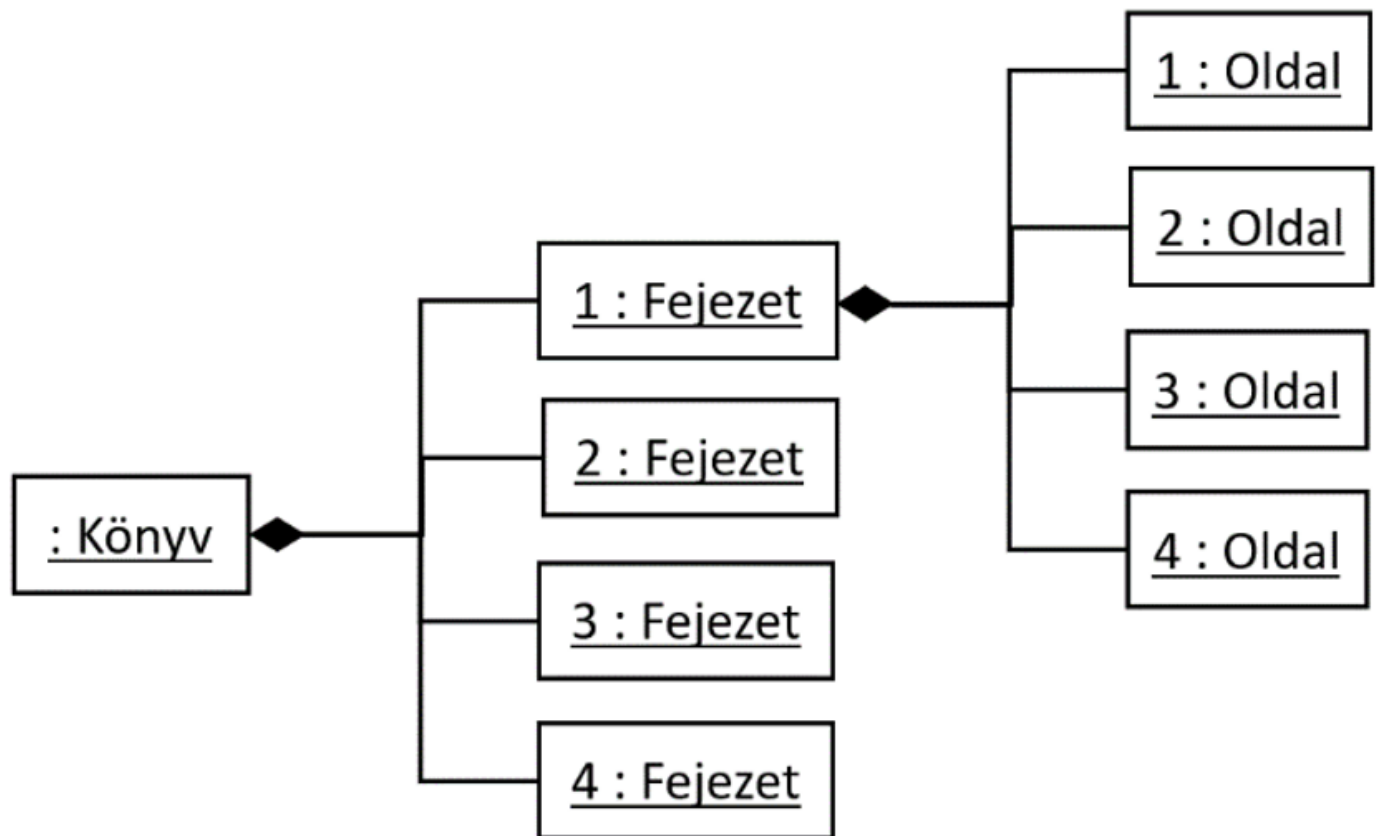 : Könyv
1 : Fejezet
2 : Fejezet
3 : Fejezet
4 : Fejezet
1 : Oldal
2 : Oldal
3 : Oldal
4 : Oldal